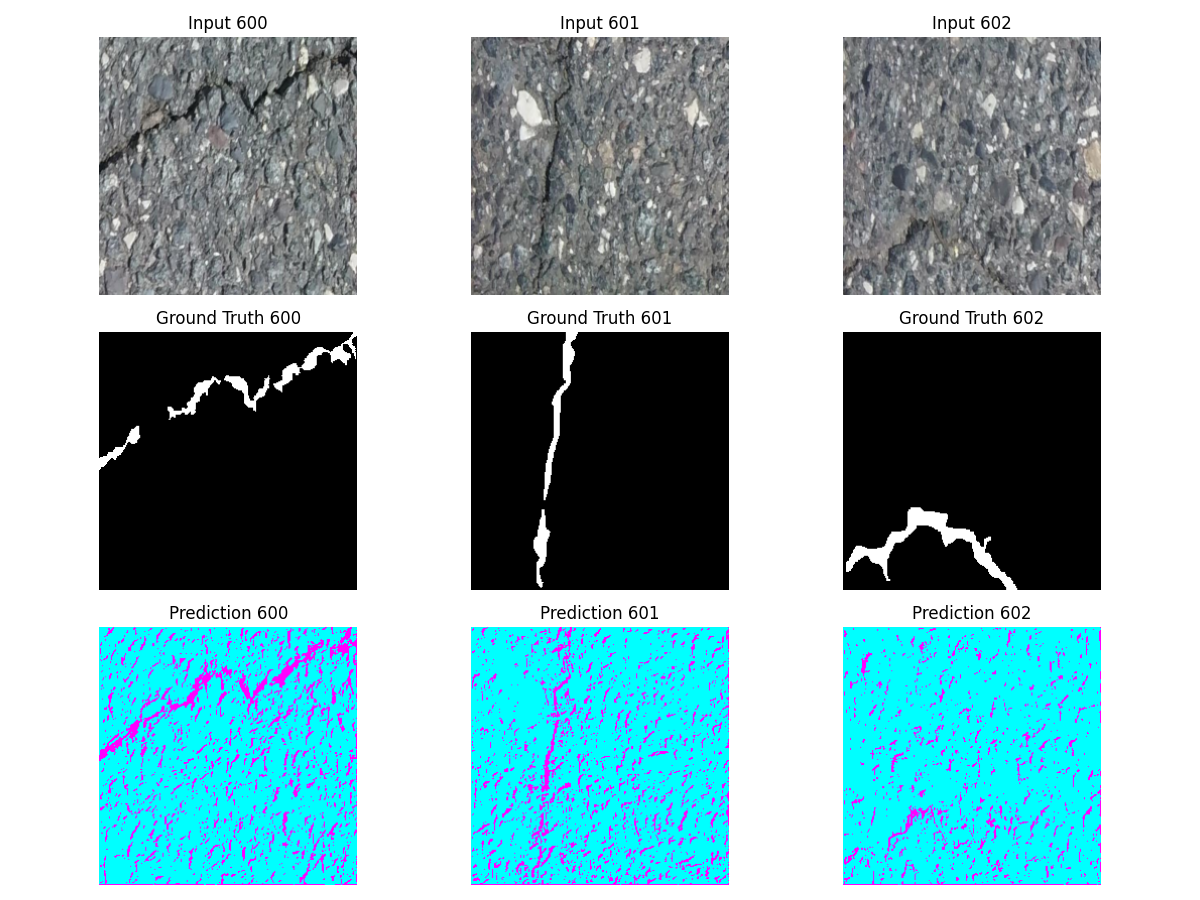 Input 600
Input 601
Input 602
Ground Truth 600
Ground Truth 601
Ground Truth 602
Prediction 600
Prediction 601
Prediction 602